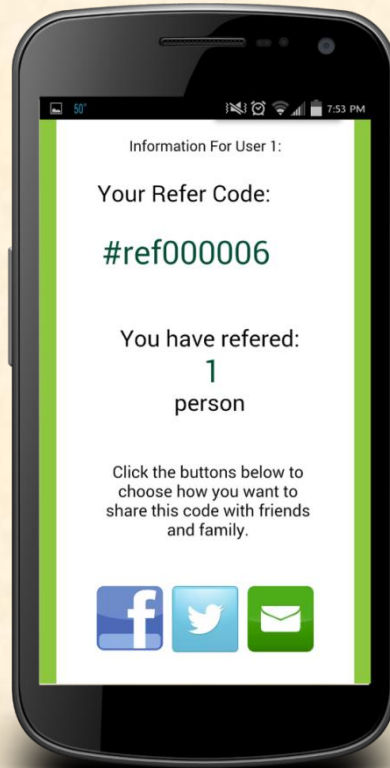 50°
7:53 PM
Information For User 1:
Your Refer Code:
#ref000006
You have refered:
1
person
Click the buttons below to
choose how you want to
share this code with friends
and family.
f